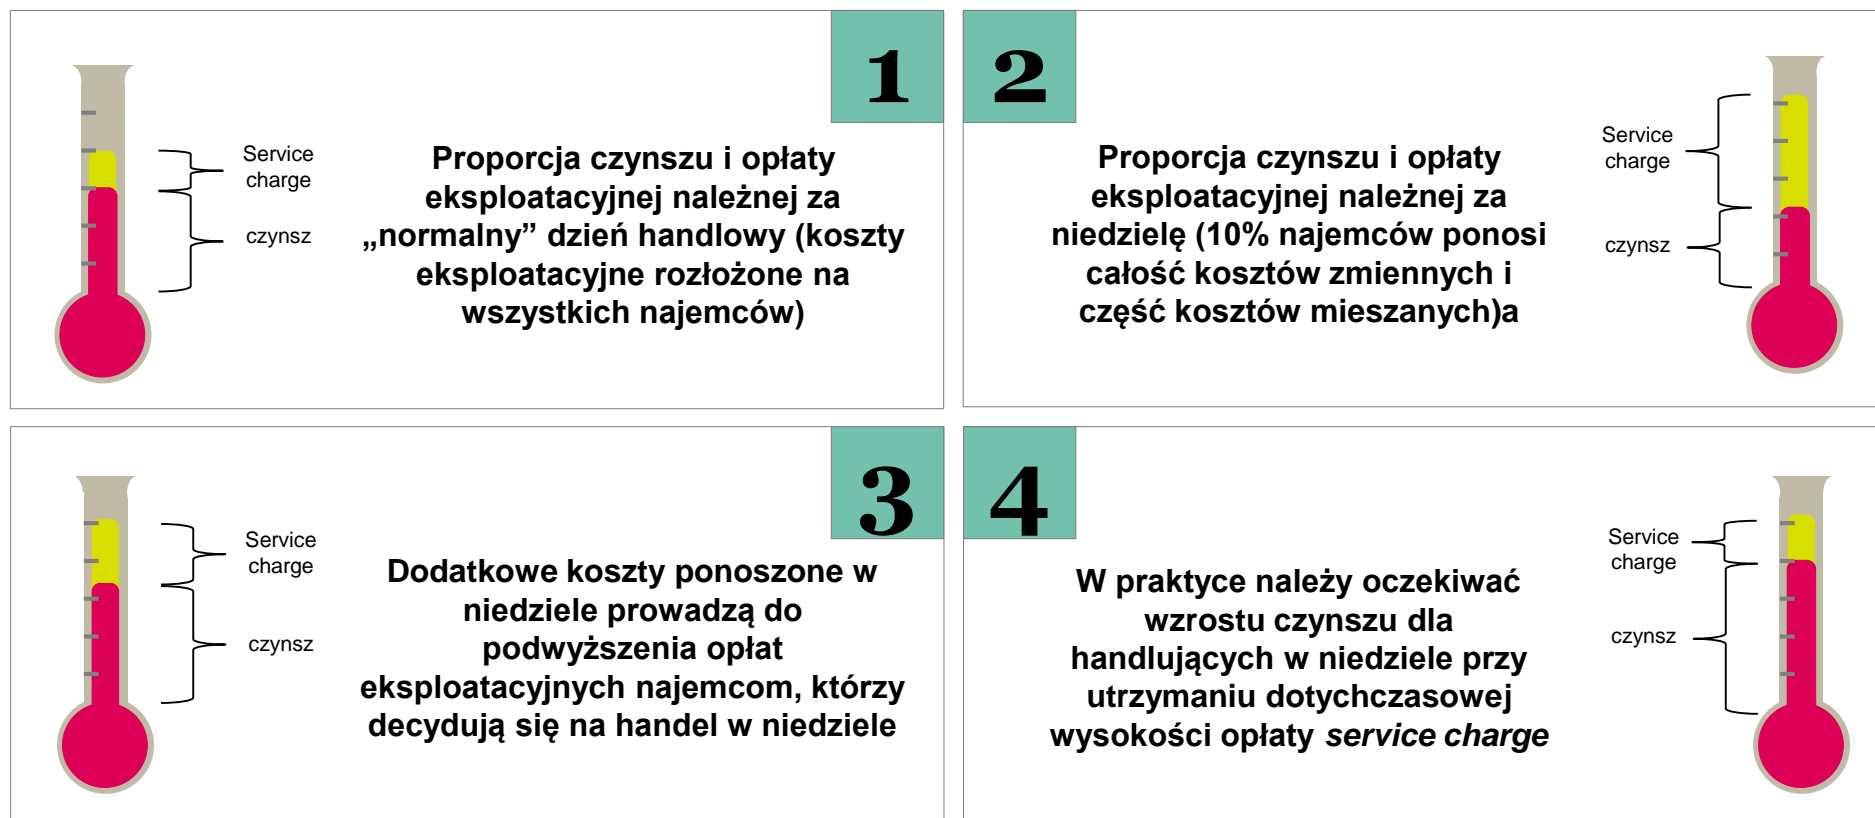 1
Service
charge
czynsz
Proporcja czynszu i opłaty
eksploatacyjnej należnej za
„normalny” dzień handlowy (koszty
eksploatacyjne rozłożone na
wszystkich najemców)
2
Proporcja czynszu i opłaty
eksploatacyjnej należnej za
niedzielę (10% najemców ponosi
całość kosztów zmiennych i
część kosztów mieszanych)a
Service
charge
czynsz
3
Service
charge
czynsz
Dodatkowe koszty ponoszone w
niedziele prowadzą do
podwyższenia opłat
eksploatacyjnych najemcom, którzy
decydują się na handel w niedziele
4
W praktyce należy oczekiwać
wzrostu czynszu dla
handlujących w niedziele przy
utrzymaniu dotychczasowej
wysokości opłaty service charge
Service
charge
czynsz